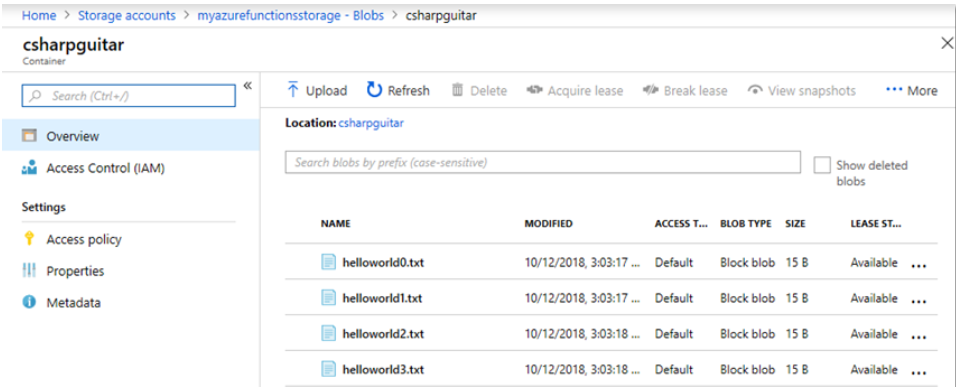 Home > Storage accounts > myazurefunctionsstorage - Blobs > csharpguitar
csharpguitar
Container
Search (Ctrl+/)
Overview
Access Control (IAM)
Settings
Access policy
Properties
Metadata
Upload Refresh Delete Acquire lease Break lease View snapshots ••• More
Location: csharpguitar
Search blobs by prefix (case-sensitive)
Show deleted
blobs
NAME MODIFIED ACCESS T... BLOB TYPE SIZE LEASE ST...
helloworld0.txt 10/12/2018, 3:03:17 ... Default Block blob 15 B Available ...
helloworld1.txt 10/12/2018, 3:03:17 ... Default Block blob 15 B Available ...
helloworld2.txt 10/12/2018, 3:03:18 ... Default Block blob 15 B Available ...
helloworld3.txt 10/12/2018, 3:03:18 ... Default Block blob 15 B Available ...